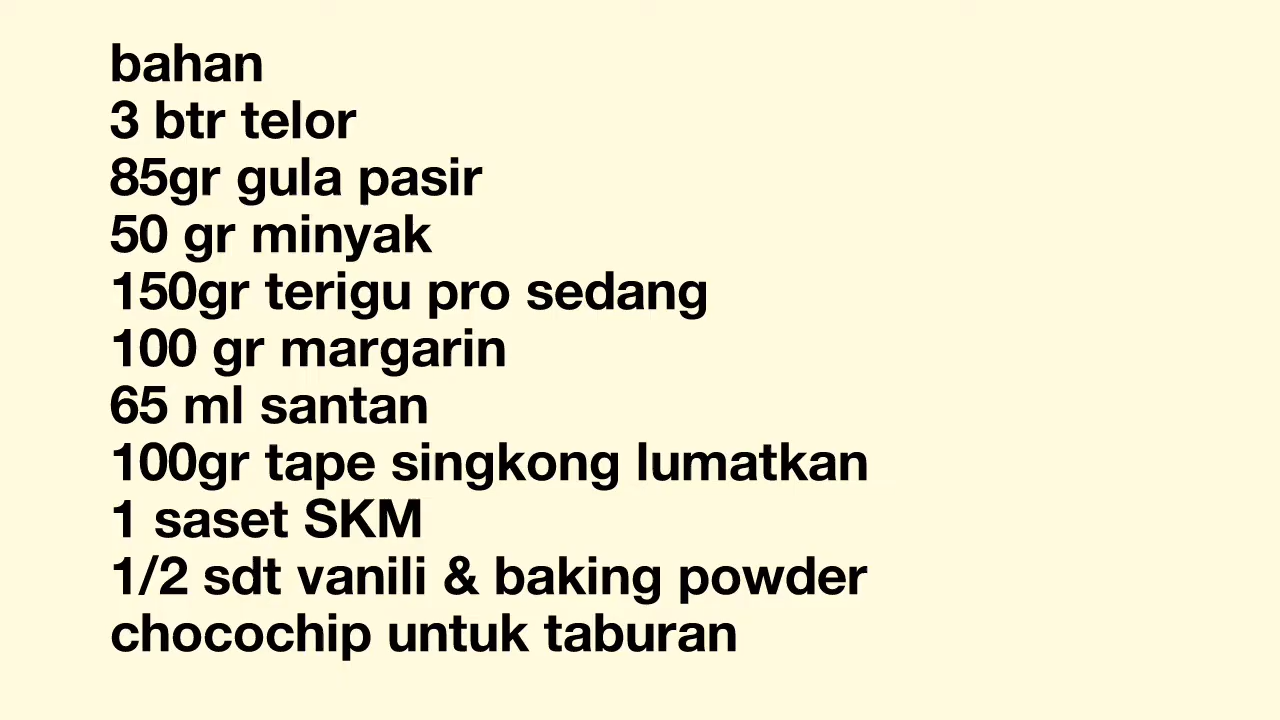 bahan
3 btr telor
85gr gula pasir
50 gr minyak
150gr terigu pro sedang
100 gr margarin
65 ml santan
100gr tape singkong lumatkan
1 saset SKM
1/2 sdt vanili & baking powder
chocochip untuk taburan